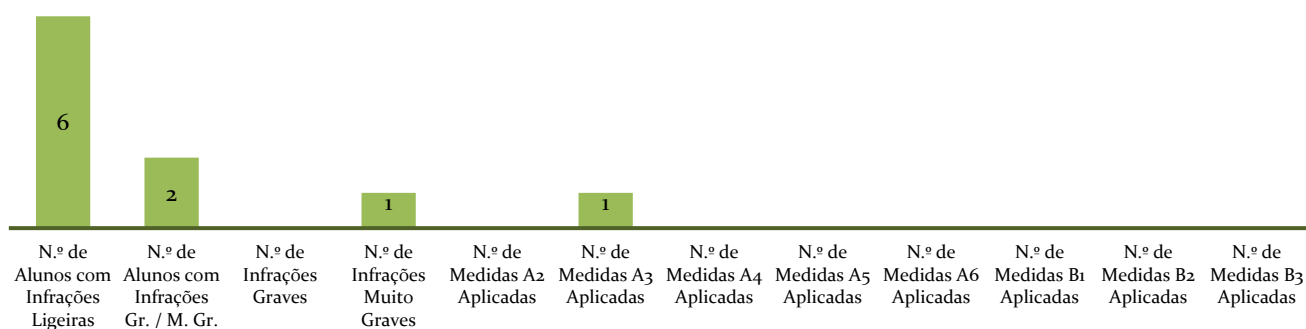 6
2
1
1
N.º de
Alunos com
Infrações
Ligeiras
N.º de
Alunos com
Infrações
Gr. / M. Gr.
N.º de
Infrações
Graves
N.º de
Infrações
Muito
Graves
N.º de
Medidas A2
Aplicadas
N.º de
Medidas A3
Aplicadas
N.º de
Medidas A4
Aplicadas
N.º de
Medidas A5
Aplicadas
N.º de
Medidas A6
Aplicadas
N.º de
Medidas B1
Aplicadas
N.º de
Medidas B2
Aplicadas
N.º de
Medidas B3
Aplicadas